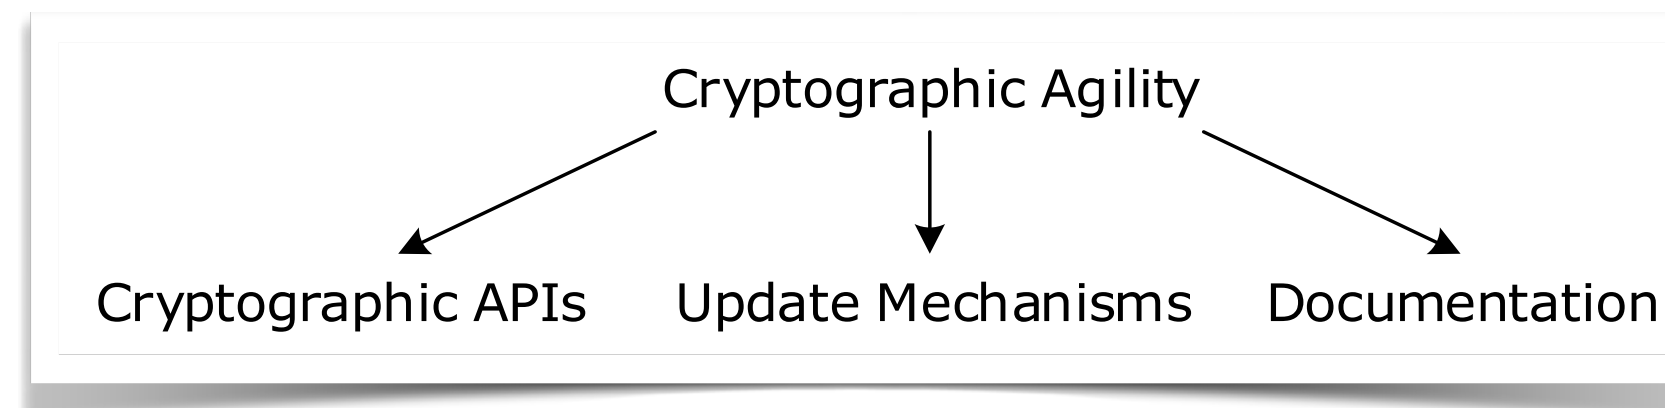 Cryptographic Agility
Cryptographic APIs Update Mechanisms Documentation